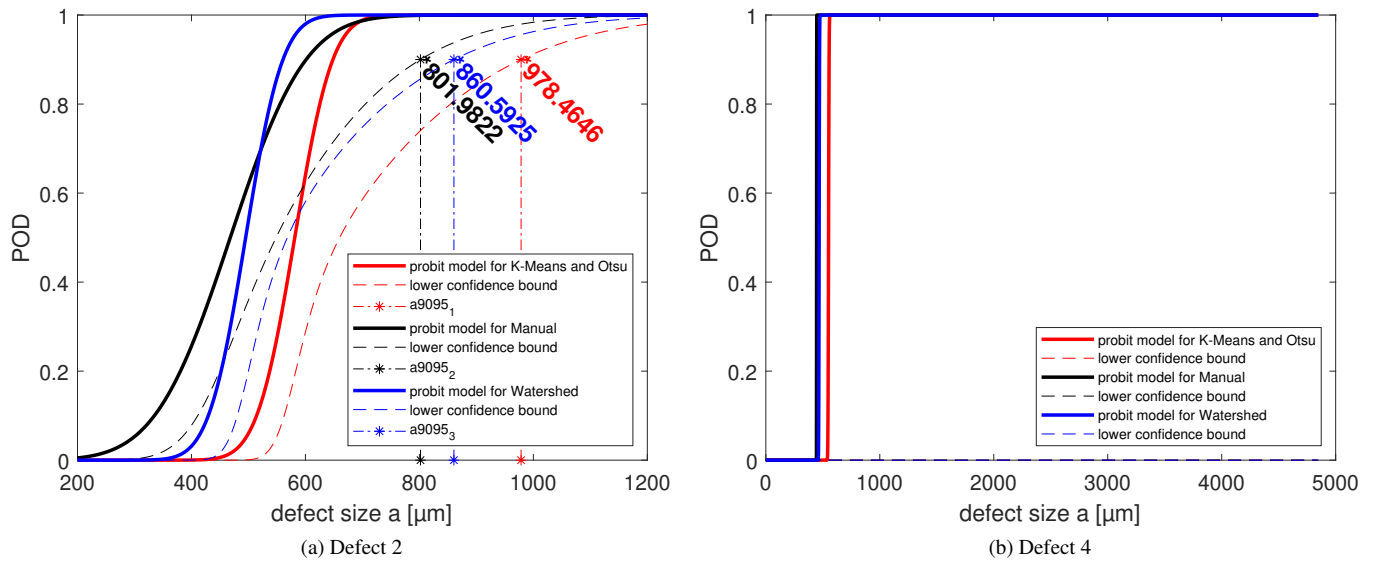 1
0.8
0.6
0.4
0.2
0
POD
200
400
600
800
1000
1200
defect size a [µm]
801.9822
860.5925
978.4646
probit model for K-Means and Otsu
lower confidence bound
a9095₁
probit model for Manual
lower confidence bound
a9095₂
probit model for Watershed
lower confidence bound
a9095₃
(a) Defect 2
1
0.8
0.6
0.4
0.2
0
POD
0
1000
2000
3000
4000
5000
defect size a [µm]
probit model for K-Means and Otsu
lower confidence bound
probit model for Manual
lower confidence bound
probit model for Watershed
lower confidence bound
(b) Defect 4